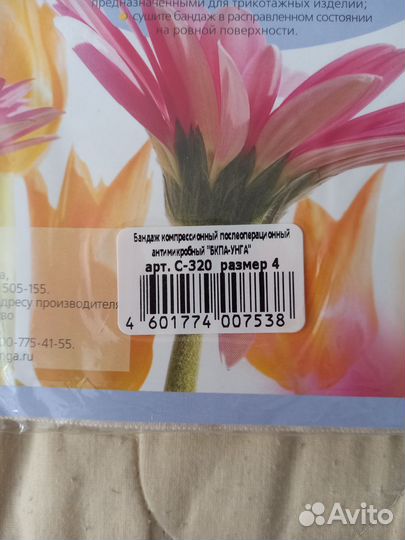 предназначенными для трикотажных изделий;
сушите бандаж в расправленном состоянии
на ровной поверхности.
Бандаж компрессионный послеоперационный
антимикробный "БКПА-УНГА"
арт. С-320 размер 4
4 601774 007538
а,
505-155.
дресу производителя
во
00-775-41-55.
nga.ru
Avito